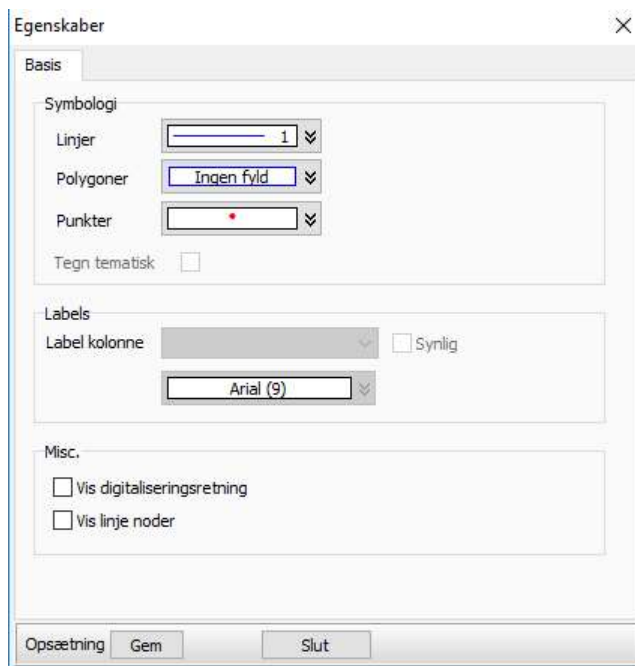 Egenskaber
Basis
Symbologi
Linjer 1
Polygoner Ingen fyld
Punkter
Tegn tematisk
Labels
Label kolonne Synlig
Arial (9)
Misc.
Vis digitaliseringsretning
Vis linje noder
Opsætning Gem Slut